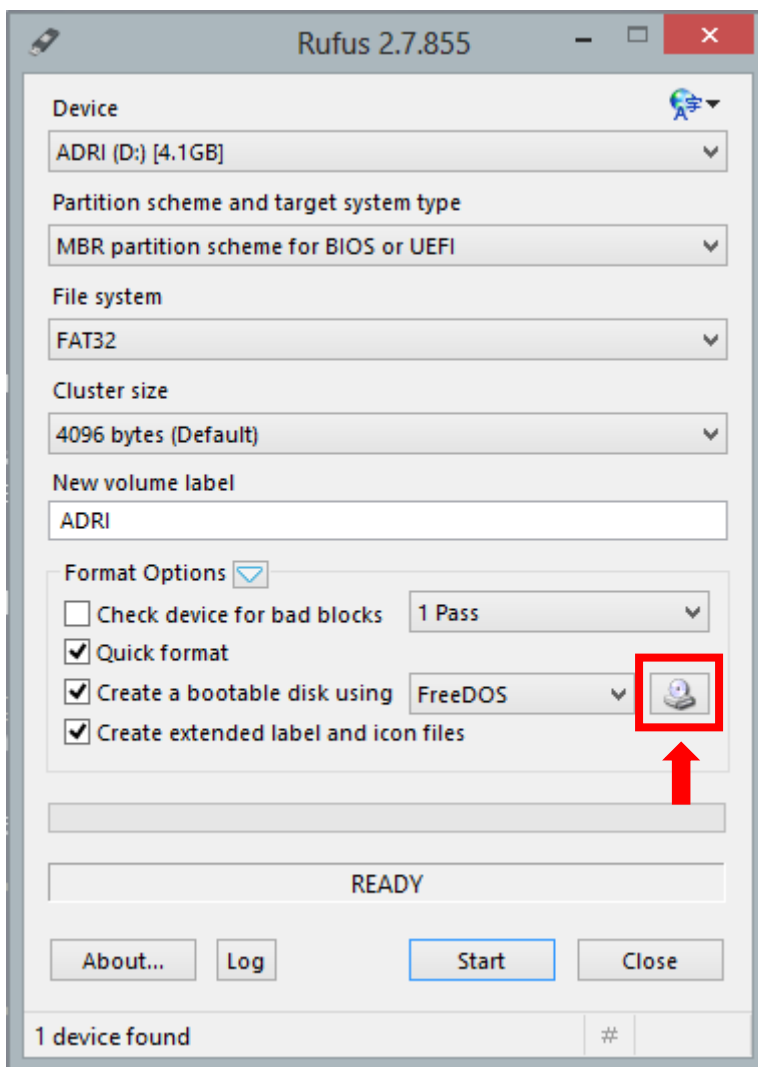 Rufus 2.7.855
Device
ADRI (D:) [4.1GB]
Partition scheme and target system type
MBR partition scheme for BIOS or UEFI
File system
FAT32
Cluster size
4096 bytes (Default)
New volume label
ADRI
Format Options
Check device for bad blocks 1 Pass
Quick format
Create a bootable disk using FreeDOS
Create extended label and icon files
READY
About... Log Start Close
1 device found #